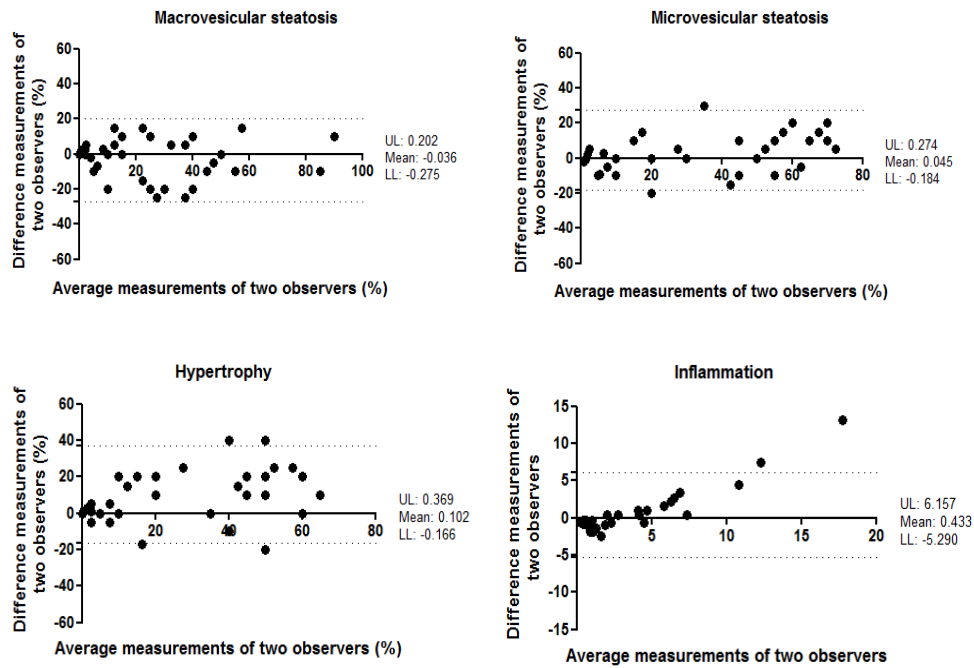 Macrovesicular steatosis
Difference measurements of
two observers (%)
60
40
20
0
-20
-40
-60
20
40
60
80
100
UL: 0.202
Mean: -0.036
LL: -0.275
Average measurements of two observers (%)
Microvesicular steatosis
Difference measurements of
two observers (%)
60
40
20
0
-20
-40
-60
20
40
60
80
UL: 0.274
Mean: 0.045
LL: -0.184
Average measurements of two observers (%)
Hypertrophy
Difference measurements of
two observers (%)
60
40
20
0
-20
-40
-60
20
40
60
80
UL: 0.369
Mean: 0.102
LL: -0.166
Average measurements of two observers (%)
Inflammation
Difference measurements of
two observers
15
10
5
0
-5
-10
-15
5
10
15
20
UL: 6.157
Mean: 0.433
LL: -5.290
Average measurements of two observers